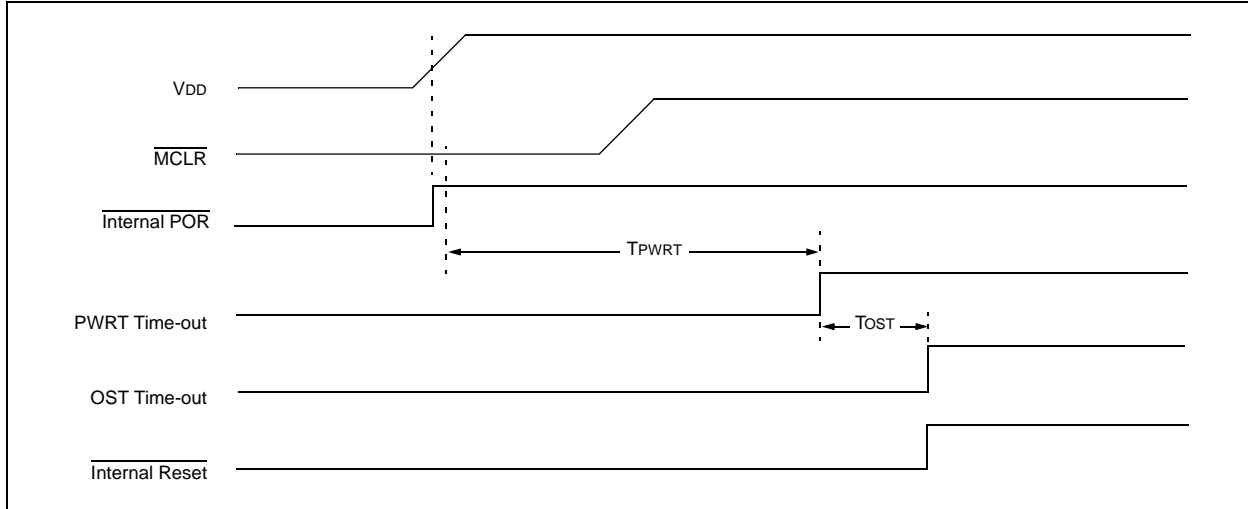 VDD
MCLR
Internal POR
TPWRT
PWRT Time-out
TOST
OST Time-out
Internal Reset